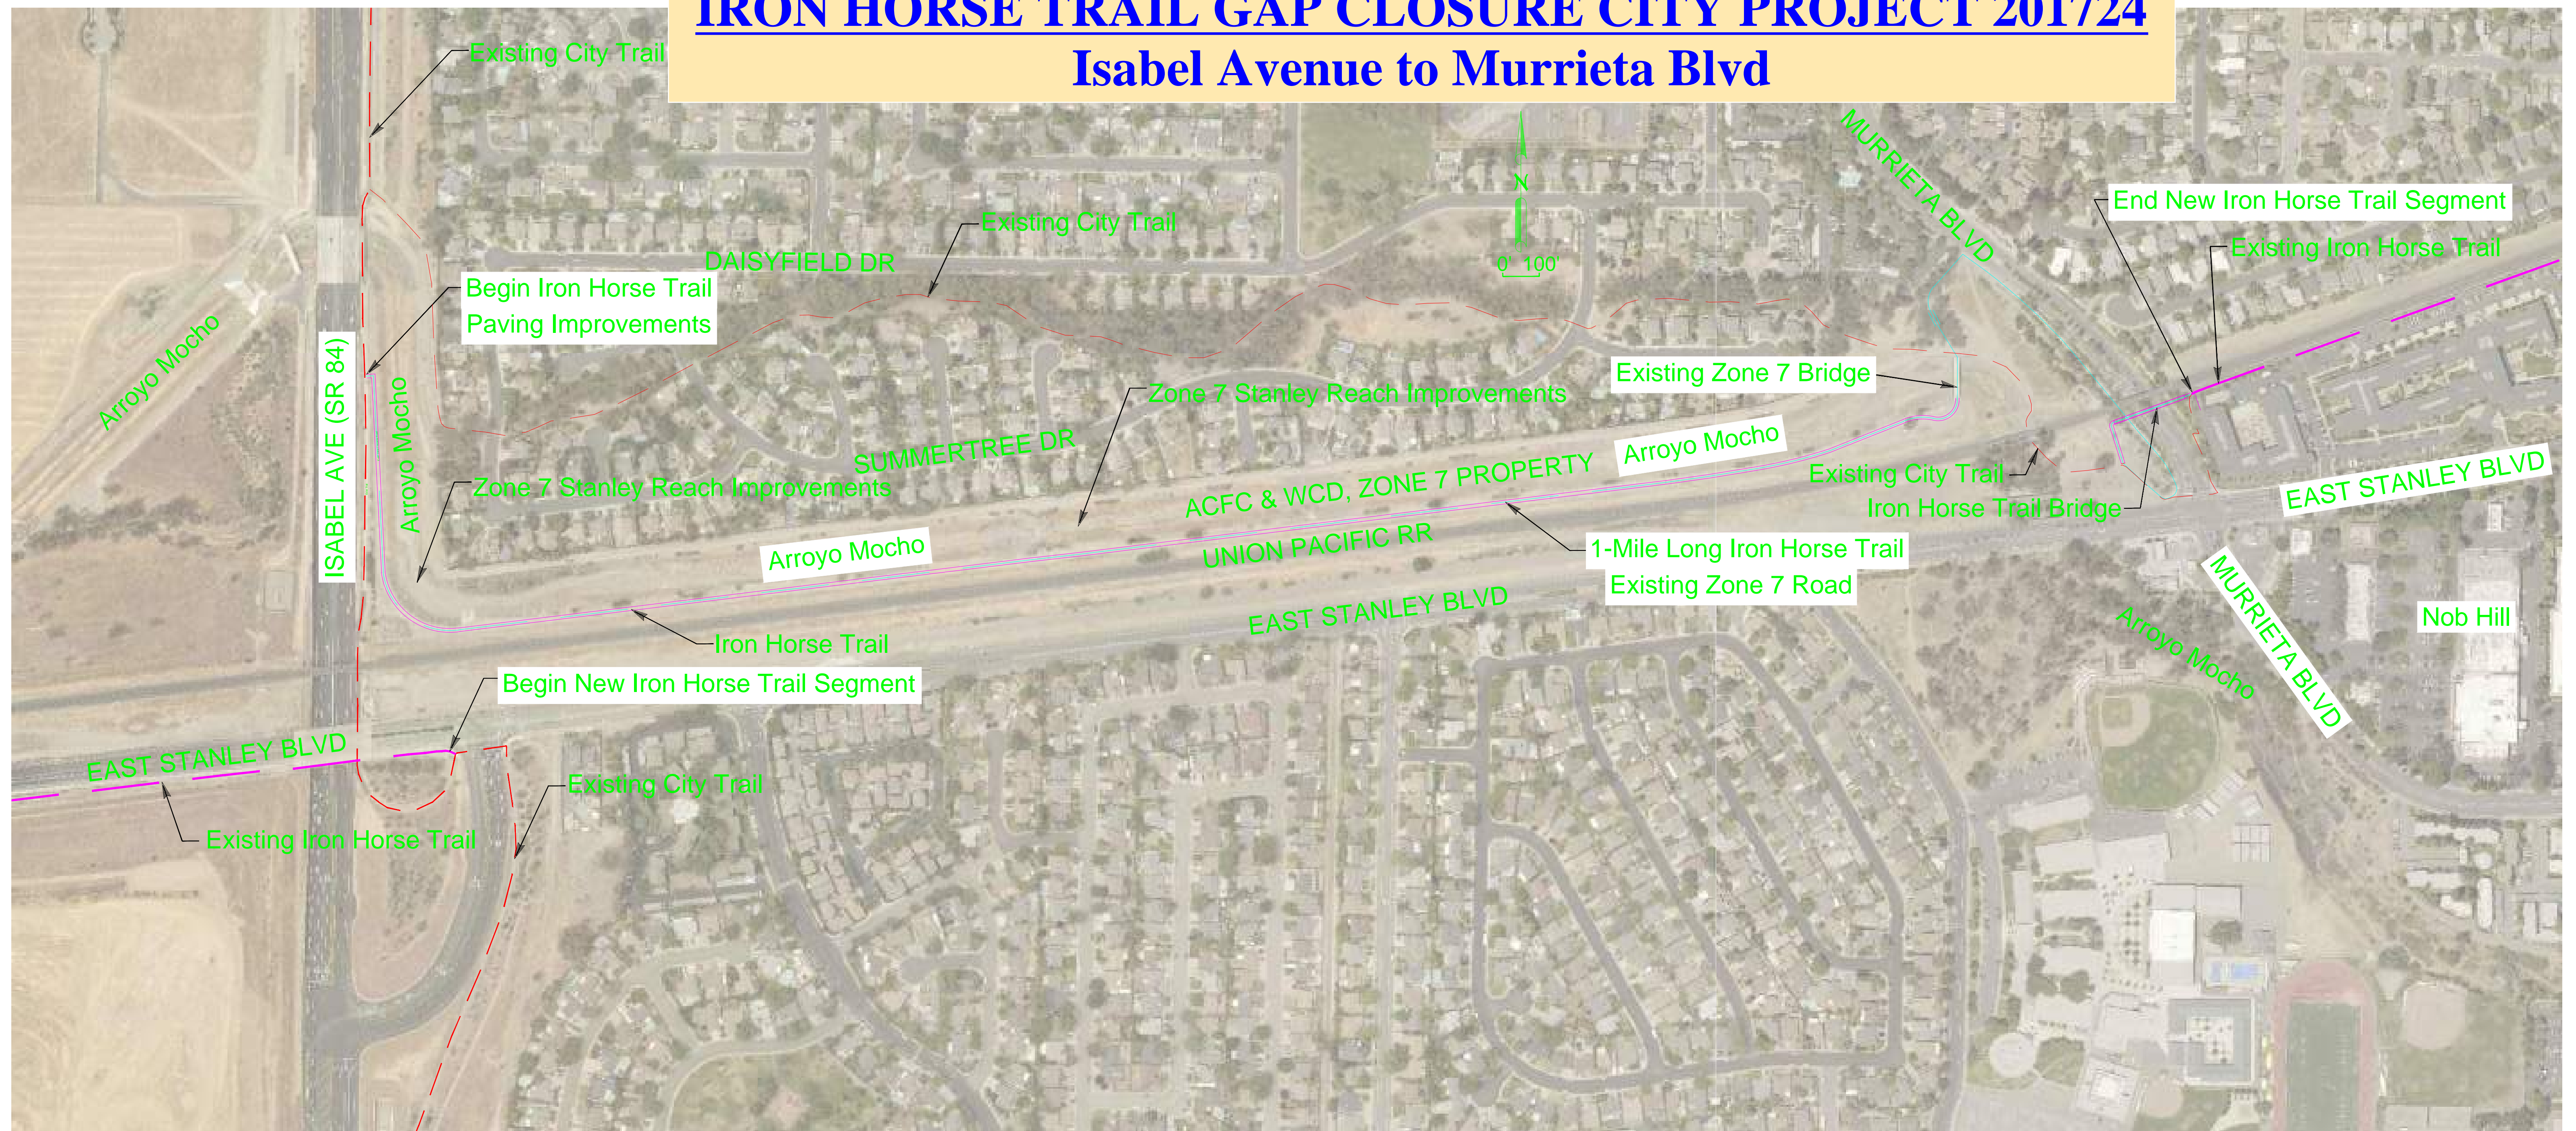 IRON HORSE TRAIL GAP CLOSURE CITY PROJECT 201724
Isabel Avenue to Murrieta Blvd
Existing City Trail
MURRIETA BLVD
End New Iron Horse Trail Segment
Existing Iron Horse Trail
N
0' 100'
Existing City Trail
DAISYFIELD DR
Begin Iron Horse Trail
Paving Improvements
Arroyo Mocho
ISABEL AVE (SR 84)
Arroyo Mocho
Existing Zone 7 Bridge
Zone 7 Stanley Reach Improvements
SUMMERTREE DR
Arroyo Mocho
ACFC & WCD, ZONE 7 PROPERTY
Existing City Trail
Iron Horse Trail Bridge
EAST STANLEY BLVD
Zone 7 Stanley Reach Improvements
Arroyo Mocho
UNION PACIFIC RR
1-Mile Long Iron Horse Trail
Existing Zone 7 Road
EAST STANLEY BLVD
Iron Horse Trail
Arroyo Mocho
MURRIETA BLVD
Nob Hill
Begin New Iron Horse Trail Segment
EAST STANLEY BLVD
Existing City Trail
Existing Iron Horse Trail